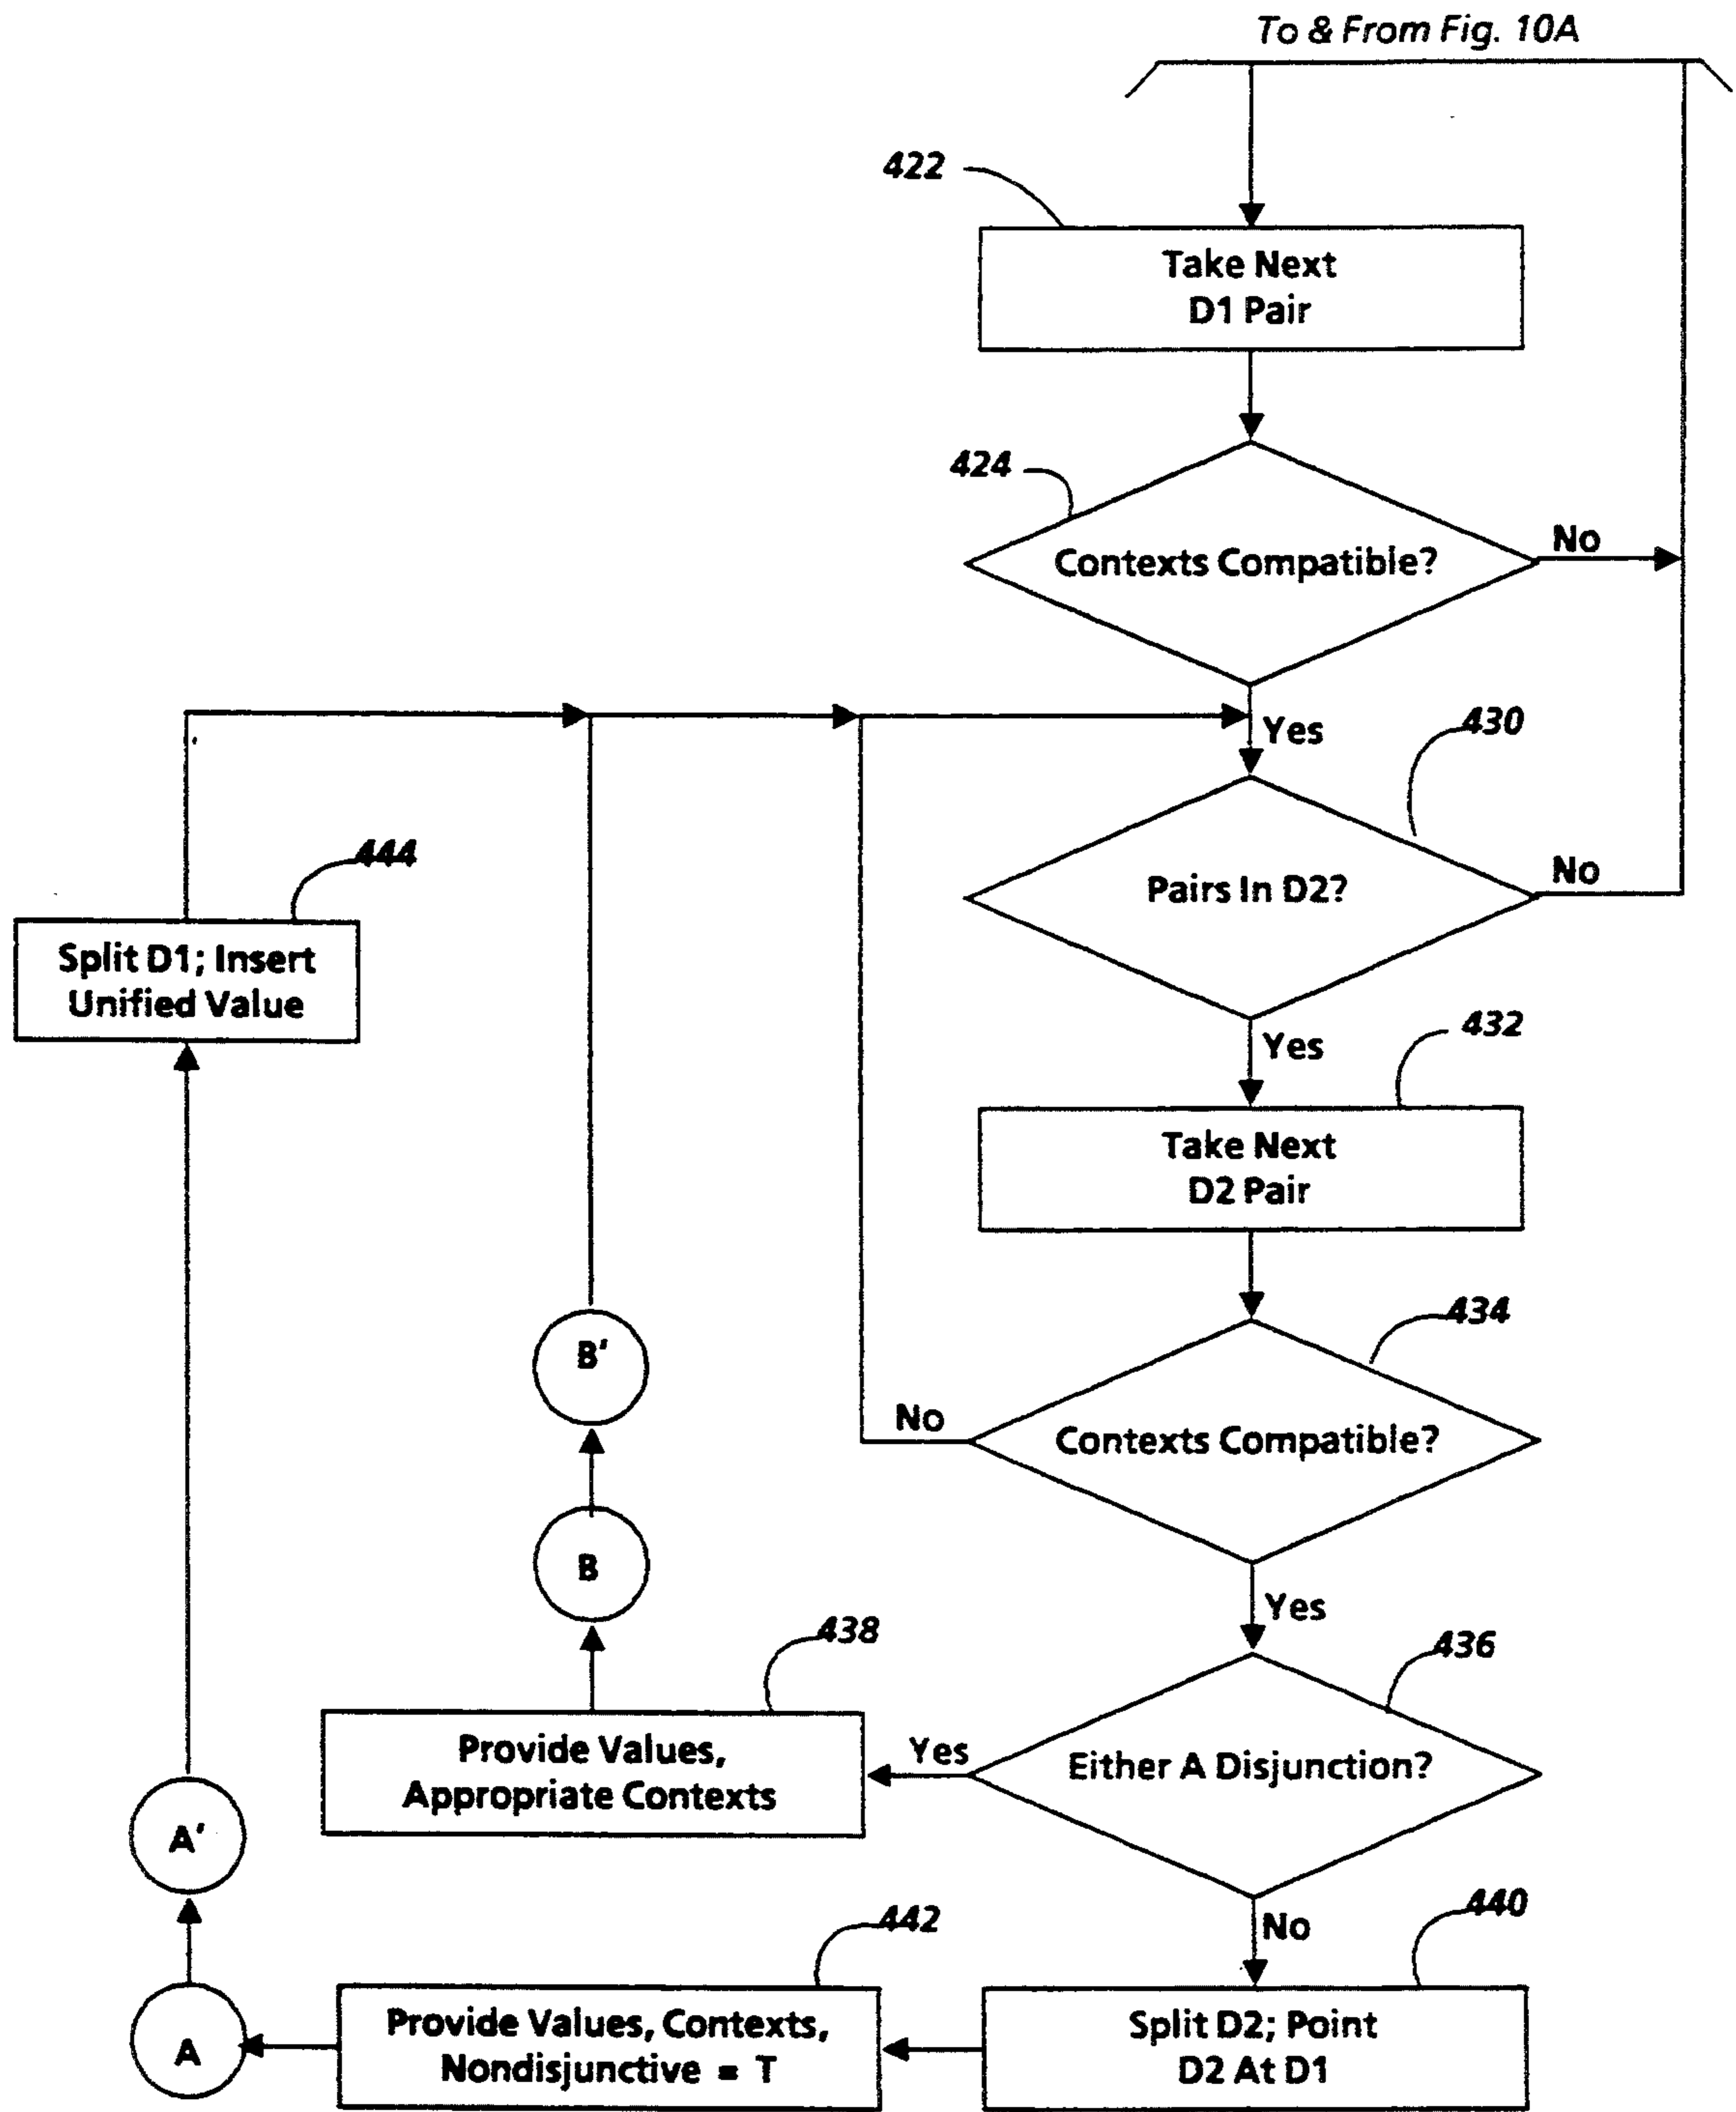 To & From Fig. 10A
422
Take Next
D1 Pair
424
Contexts Compatible?
No
Yes
430
Pairs In D2?
No
444
Split D1; Insert
Unified Value
Yes
432
Take Next
D2 Pair
434
B'
No
Contexts Compatible?
B
Yes
438
436
Provide Values,
Appropriate Contexts
Yes
Either A Disjunction?
A'
442
No
440
A
Provide Values, Contexts,
Nondisjunctive = T
Split D2; Point
D2 At D1